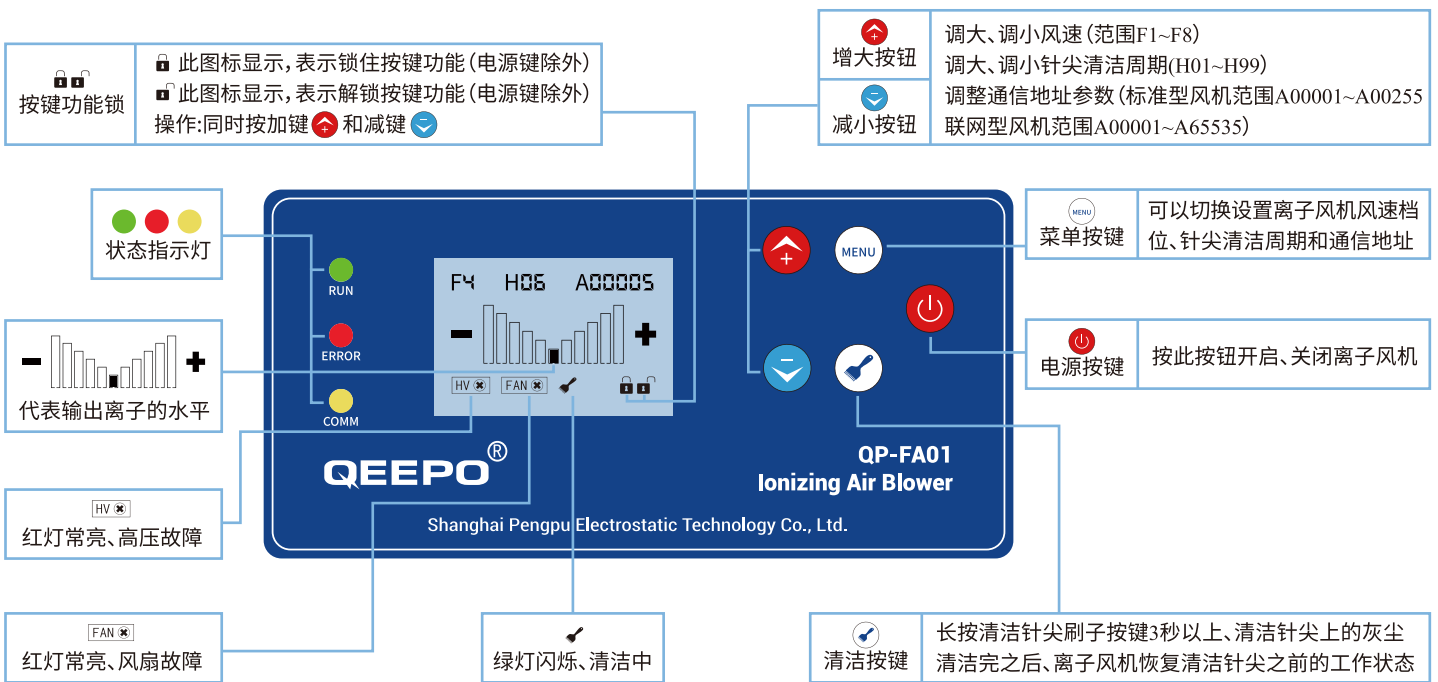 按键功能锁
此图标显示，表示锁住按键功能（电源键除外）
此图标显示，表示解锁按键功能（电源键除外）
操作:同时按加键 和减键
增大按钮
减小按钮
调大、调小风速（范围F1~F8）
调大、调小针尖清洁周期(H01~H99)
调整通信地址参数（标准型风机范围A00001~A00255
联网型风机范围A00001~A65535）
状态指示灯
MENU
菜单按键
可以切换设置离子风机风速档
位、针尖清洁周期和通信地址
RUN
ERROR
COMM
F4 H06 A00005
HV FAN
MENU
代表输出离子的水平
电源按键
按此按钮开启、关闭离子风机
QEEPO®
QP-FA01
Ionizing Air Blower
Shanghai Pengpu Electrostatic Technology Co., Ltd.
HV
红灯常亮、高压故障
FAN
红灯常亮、风扇故障
绿灯闪烁、清洁中
清洁按键
长按清洁针尖刷子按键3秒以上、清洁针尖上的灰尘
清洁完之后、离子风机恢复清洁针尖之前的工作状态